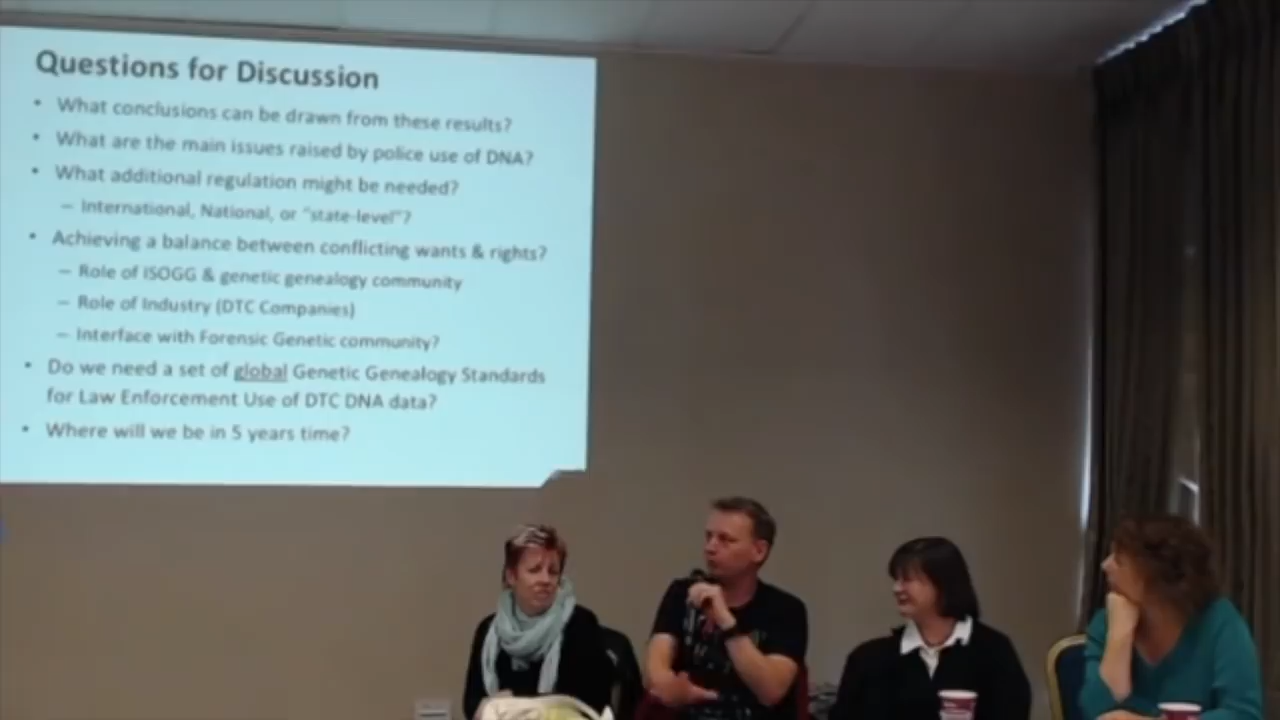 Questions for Discussion
• What conclusions can be drawn from these results?
• What are the main issues raised by police use of DNA?
• What additional regulation might be needed?
– International, National, or "state-level"?
• Achieving a balance between conflicting wants & rights?
– Role of ISOGG & genetic genealogy community
– Role of Industry (DTC Companies)
– Interface with Forensic Genetic community?
• Do we need a set of global Genetic Genealogy Standards
for Law Enforcement Use of DTC DNA data?
• Where will we be in 5 years time?